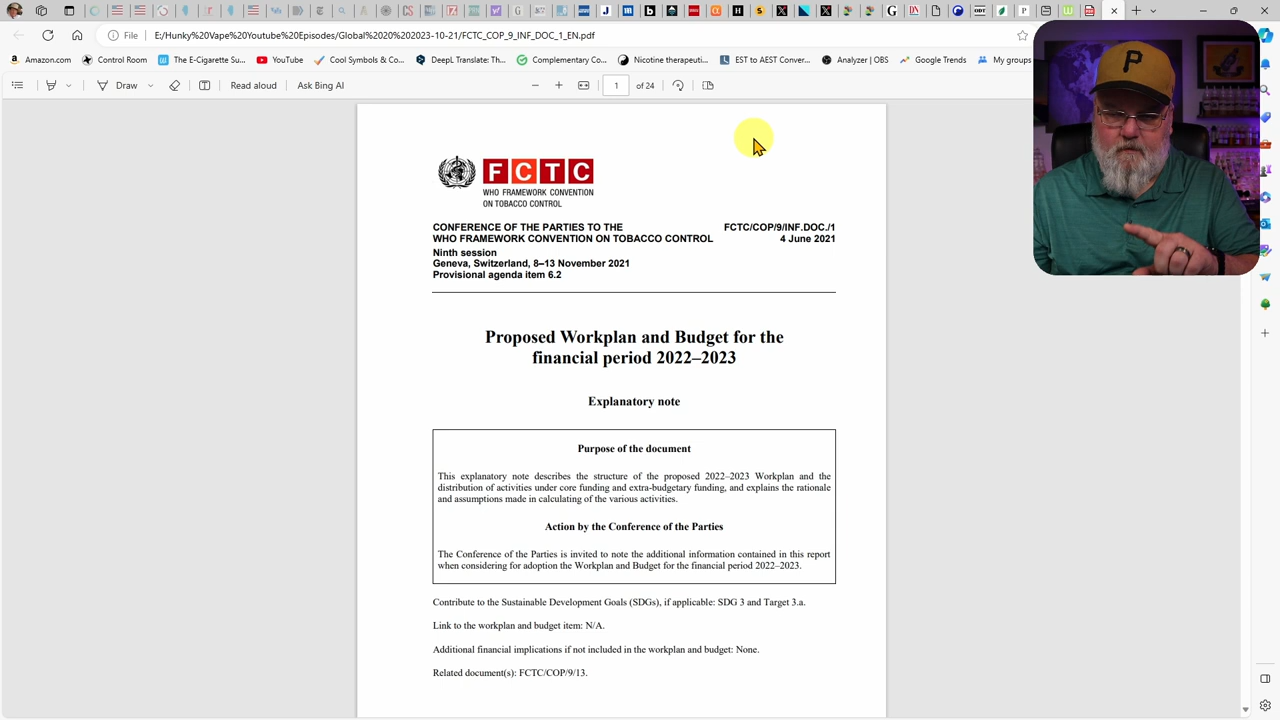 File
E:/Hunky%20Vape%20Youtube%20Episodes/Global%2020%202023-10-21/FCTC_COP_9_INF_DOC_1_EN.pdf
Amazon.com
Control Room
The E-Cigarette Su...
YouTube
Cool Symbols & Co...
DeepL Translate: Th...
Complementary Co...
Nicotine therapeuti...
EST to AEST Conver...
Analyzer | OBS
Google Trends
My groups
Draw
Read aloud
Ask Bing AI
1 of 24
FCTC
WHO FRAMEWORK CONVENTION
ON TOBACCO CONTROL
CONFERENCE OF THE PARTIES TO THE
WHO FRAMEWORK CONVENTION ON TOBACCO CONTROL
FCTC/COP/9/INF.DOC./1
4 June 2021
Ninth session
Geneva, Switzerland, 8–13 November 2021
Provisional agenda item 6.2
Proposed Workplan and Budget for the
financial period 2022–2023
Explanatory note
Purpose of the document
This explanatory note describes the structure of the proposed 2022–2023 Workplan and the
distribution of activities under core funding and extra-budgetary funding, and explains the rationale
and assumptions made in calculating of the various activities.
Action by the Conference of the Parties
The Conference of the Parties is invited to note the additional information contained in this report
when considering for adoption the Workplan and Budget for the financial period 2022–2023.
Contribute to the Sustainable Development Goals (SDGs), if applicable: SDG 3 and Target 3.a.
Link to the workplan and budget item: N/A.
Additional financial implications if not included in the workplan and budget: None.
Related document(s): FCTC/COP/9/13.
P